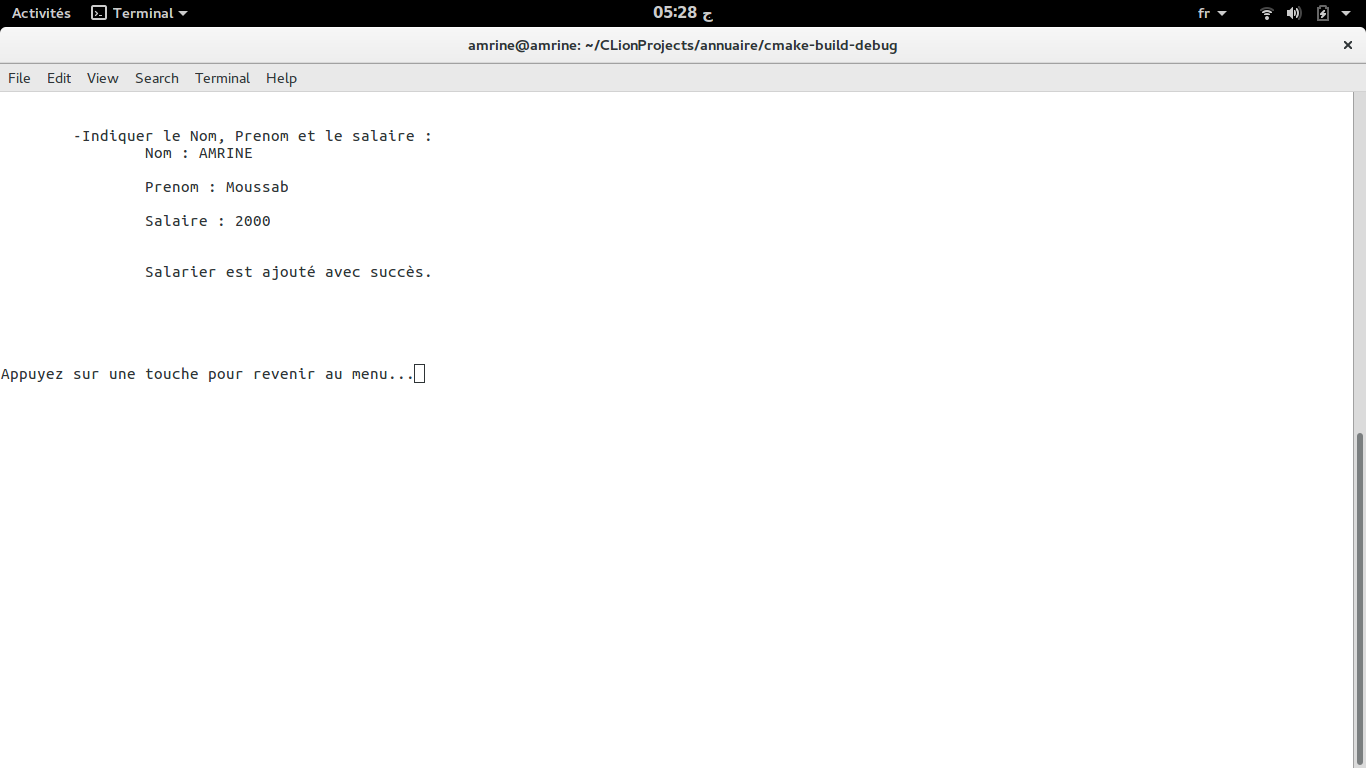 Activités Terminal 05:28 ج fr
amrine@amrine: ~/CLionProjects/annuaire/cmake-build-debug ×
File Edit View Search Terminal Help
-Indiquer le Nom, Prenom et le salaire :
Nom : AMRINE
Prenom : Moussab
Salaire : 2000
Salarier est ajouté avec succès.
Appuyez sur une touche pour revenir au menu...